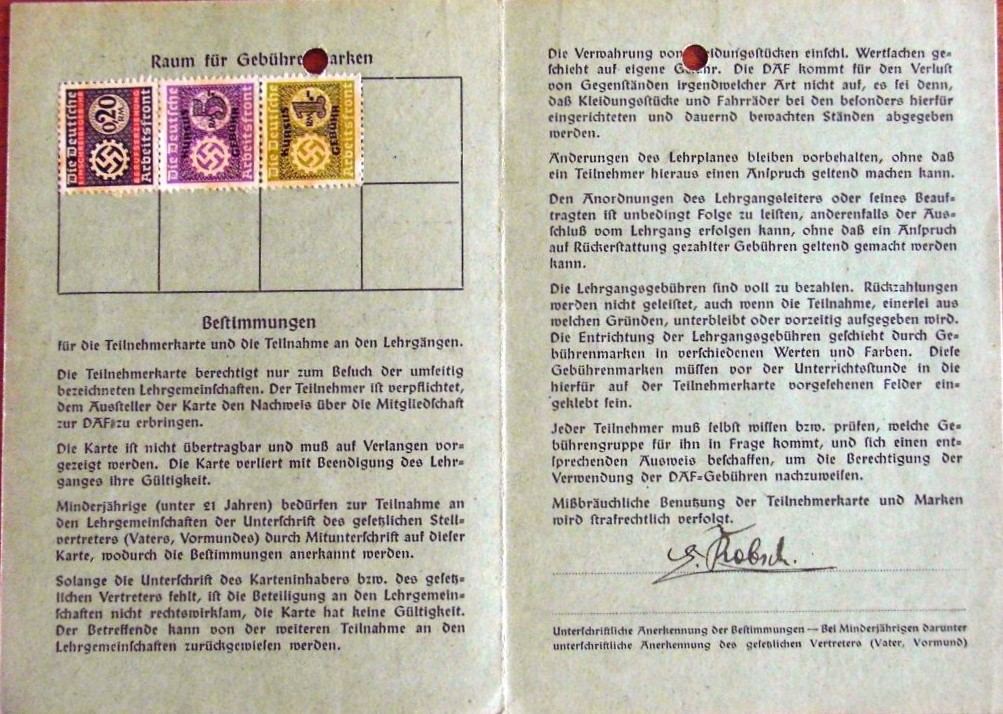 Raum für Gebühre arken
Die Deutsche
Arbeitsfront
0,20
RM.
Die Deutsche
Arbeitsfront
5
KURSUS
GEBÜHR
Die Deutsche
Arbeitsfront
1.-
RM.
KURSUS
GEBÜHR
Bestimmungen
für die Teilnehmerkarte und die Teilnahme an den Lehrgängen.
Die Teilnehmerkarte berechtigt nur zum Besuch der umseitig
bezeichneten Lehrgemeinschaften. Der Teilnehmer ist verpflichtet,
dem Aussteller der Karte den Nachweis über die Mitgliedschaft
zur DAF zu erbringen.
Die Karte ist nicht übertragbar und muß auf Verlangen vor-
gezeigt werden. Die Karte verliert mit Beendigung des Lehr-
ganges ihre Gültigkeit.
Minderjährige (unter 21 Jahren) bedürfen zur Teilnahme an
den Lehrgemeinschaften der Unterschrift des gesetzlichen Stell-
vertreters (Vaters, Vormundes) durch Mitunterschrift auf dieser
Karte, wodurch die Bestimmungen anerkannt werden.
Solange die Unterschrift des Karteninhabers bzw. des gesetz-
lichen Vertreters fehlt, ist die Beteiligung an den Lehrgemein-
schaften nicht rechtswirksam, die Karte hat keine Gültigkeit.
Der Betreffende kann von der weiteren Teilnahme an den
Lehrgemeinschaften zurückgewiesen werden.
Die Verwahrung von leidungsstücken einschl. Wertsachen ge-
schieht auf eigene G hr. Die DAF kommt für den Verlust
von Gegenständen irgendwelcher Art nicht auf, es sei denn,
daß Kleidungsstücke und Fahrräder bei den besonders hierfür
eingerichteten und dauernd bewachten Ständen abgegeben
werden.
Änderungen des Lehrplanes bleiben vorbehalten, ohne daß
ein Teilnehmer hieraus einen Anspruch geltend machen kann.
Den Anordnungen des Lehrgangsleiters oder seines Beauf-
tragten ist unbedingt Folge zu leisten, anderenfalls der Aus-
schluß vom Lehrgang erfolgen kann, ohne daß ein Anspruch
auf Rückerstattung gezahlter Gebühren geltend gemacht werden
kann.
Die Lehrgangsgebühren sind voll zu bezahlen. Rückzahlungen
werden nicht geleistet, auch wenn die Teilnahme, einerlei aus
welchen Gründen, unterbleibt oder vorzeitig aufgegeben wird.
Die Entrichtung der Lehrgangsgebühren geschieht durch Ge-
bührenmarken in verschiedenen Werten und Farben. Diese
Gebührenmarken müssen vor der Unterrichtsstunde in die
hierfür auf der Teilnehmerkarte vorgesehenen Felder ein-
geklebt sein.
Jeder Teilnehmer muß selbst wissen bzw. prüfen, welche Ge-
bührengruppe für ihn in Frage kommt, und sich einen ent-
sprechenden Ausweis beschaffen, um die Berechtigung der
Verwendung der DAF-Gebühren nachzuweisen.
Mißbräuchliche Benutzung der Teilnehmerkarte und Marken
wird strafrechtlich verfolgt.
Unterschriftliche Anerkennung der Bestimmungen — Bei Minderjährigen darunter
unterschriftliche Anerkennung des gesetzlichen Vertreters (Vater, Vormund)